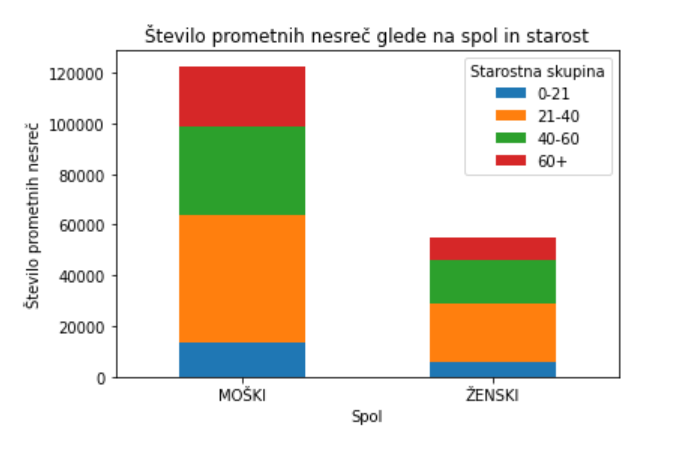 Število prometnih nesreč glede na spol in starost
Starostna skupina
0-21
21-40
40-60
60+
Število prometnih nesreč
120000
100000
80000
60000
40000
20000
0
MOŠKI
ŽENSKI
Spol